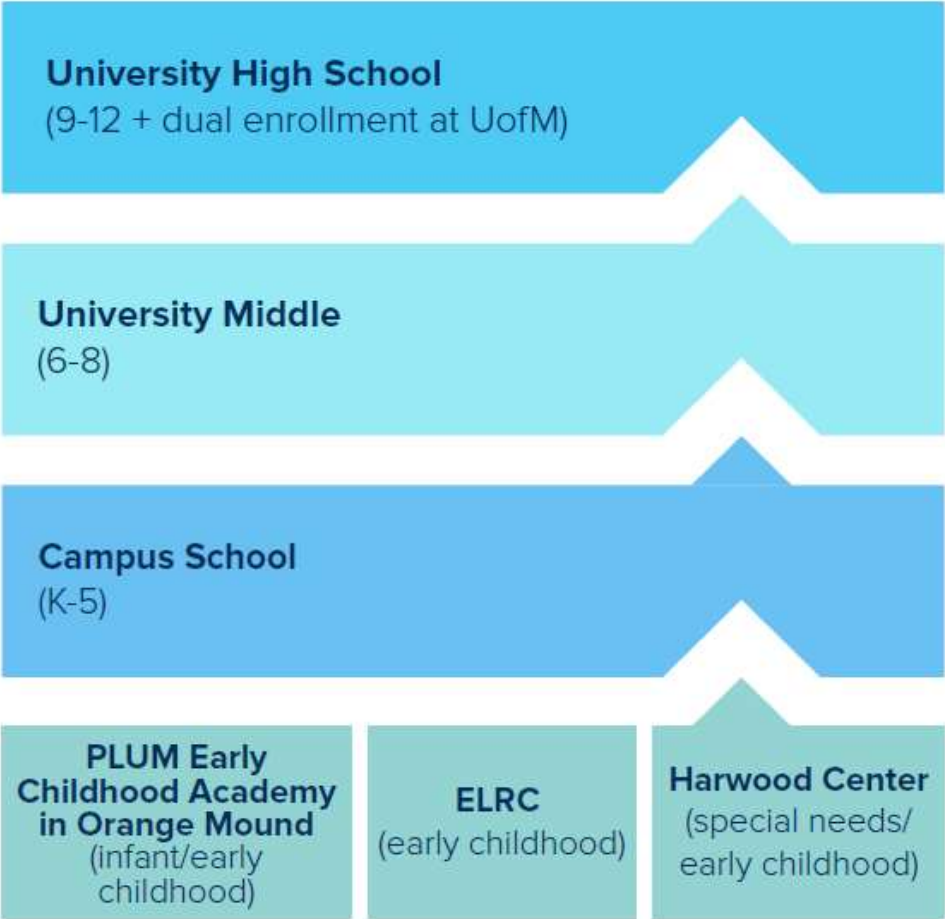 University High School
(9-12 + dual enrollment at UofM)
University Middle
(6-8)
Campus School
(K-5)
PLUM Early
Childhood Academy
in Orange Mound
(infant/early
childhood)
ELRC
(early childhood)
Harwood Center
(special needs/
early childhood)